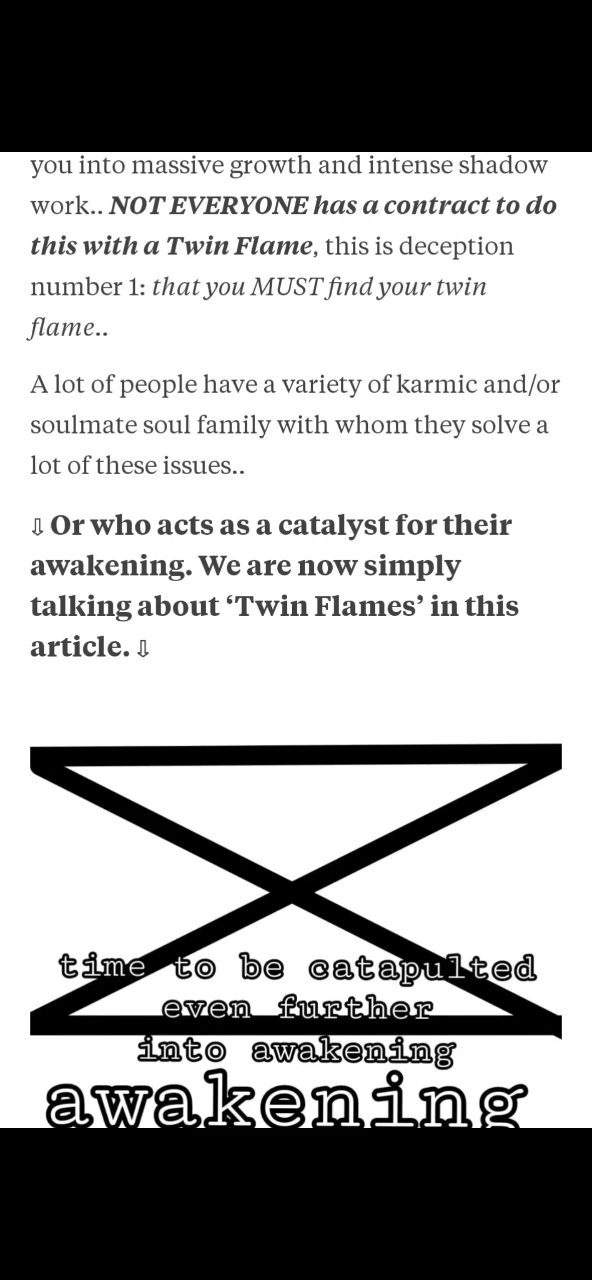 you into massive growth and intense shadow
work.. NOT EVERYONE has a contract to do
this with a Twin Flame, this is deception
number 1: that you MUST find your twin
flame..
A lot of people have a variety of karmic and/or
soulmate soul family with whom they solve a
lot of these issues..
⇩ Or who acts as a catalyst for their
awakening. We are now simply
talking about ‘Twin Flames’ in this
article. ⇩
time to be catapulted
even further
into awakening
awakening